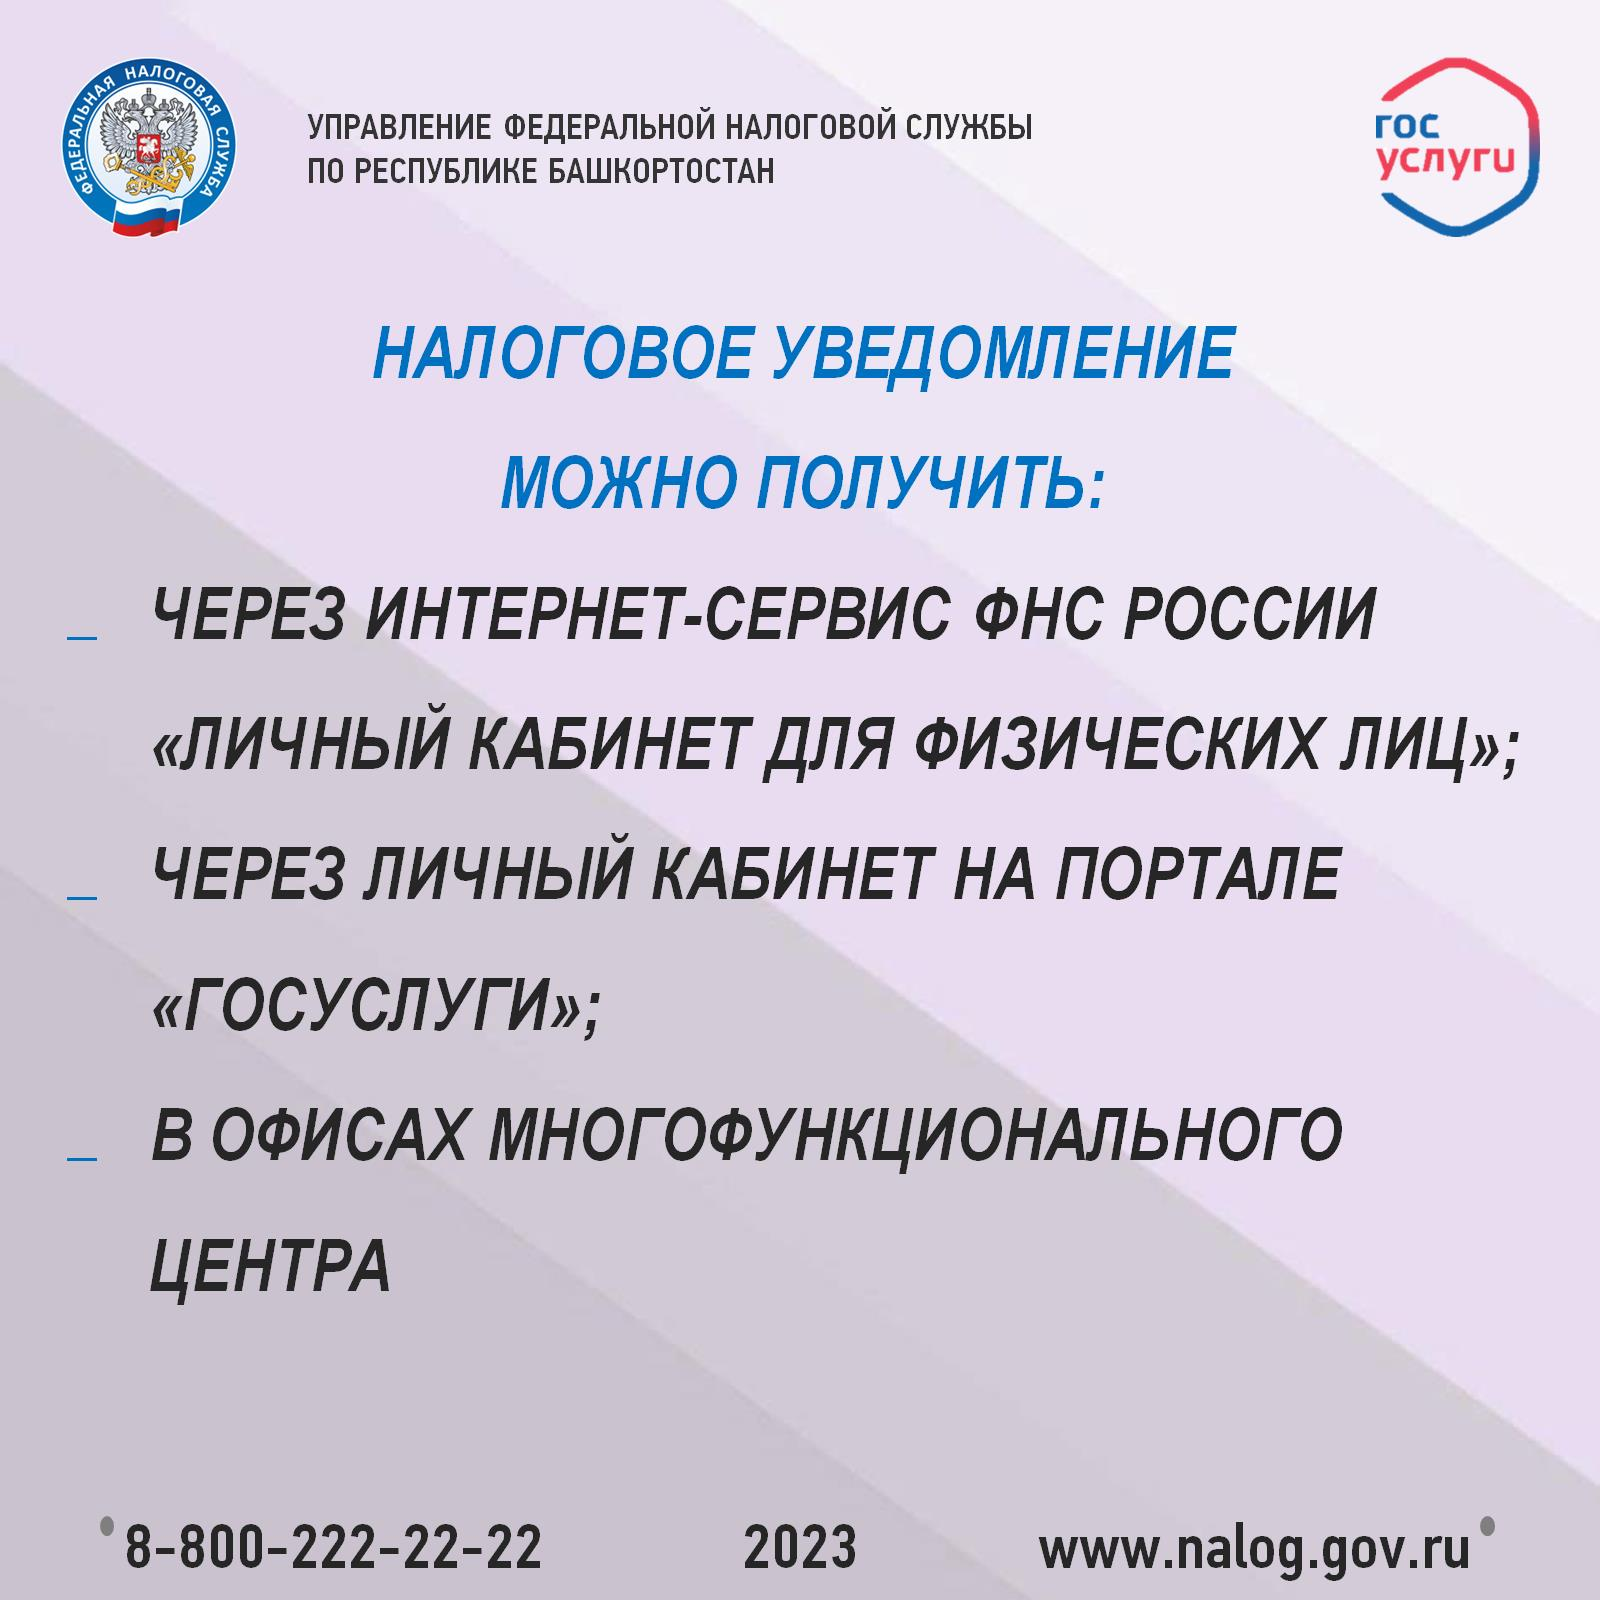 ФЕДЕРАЛЬНАЯ НАЛОГОВАЯ СЛУЖБА
УПРАВЛЕНИЕ ФЕДЕРАЛЬНОЙ НАЛОГОВОЙ СЛУЖБЫ
ПО РЕСПУБЛИКЕ БАШКОРТОСТАН
гос
услуги
НАЛОГОВОЕ УВЕДОМЛЕНИЕ
МОЖНО ПОЛУЧИТЬ:
_ ЧЕРЕЗ ИНТЕРНЕТ-СЕРВИС ФНС РОССИИ
«ЛИЧНЫЙ КАБИНЕТ ДЛЯ ФИЗИЧЕСКИХ ЛИЦ»;
_ ЧЕРЕЗ ЛИЧНЫЙ КАБИНЕТ НА ПОРТАЛЕ
«ГОСУСЛУГИ»;
_ В ОФИСАХ МНОГОФУНКЦИОНАЛЬНОГО
ЦЕНТРА
8-800-222-22-22 2023 www.nalog.gov.ru